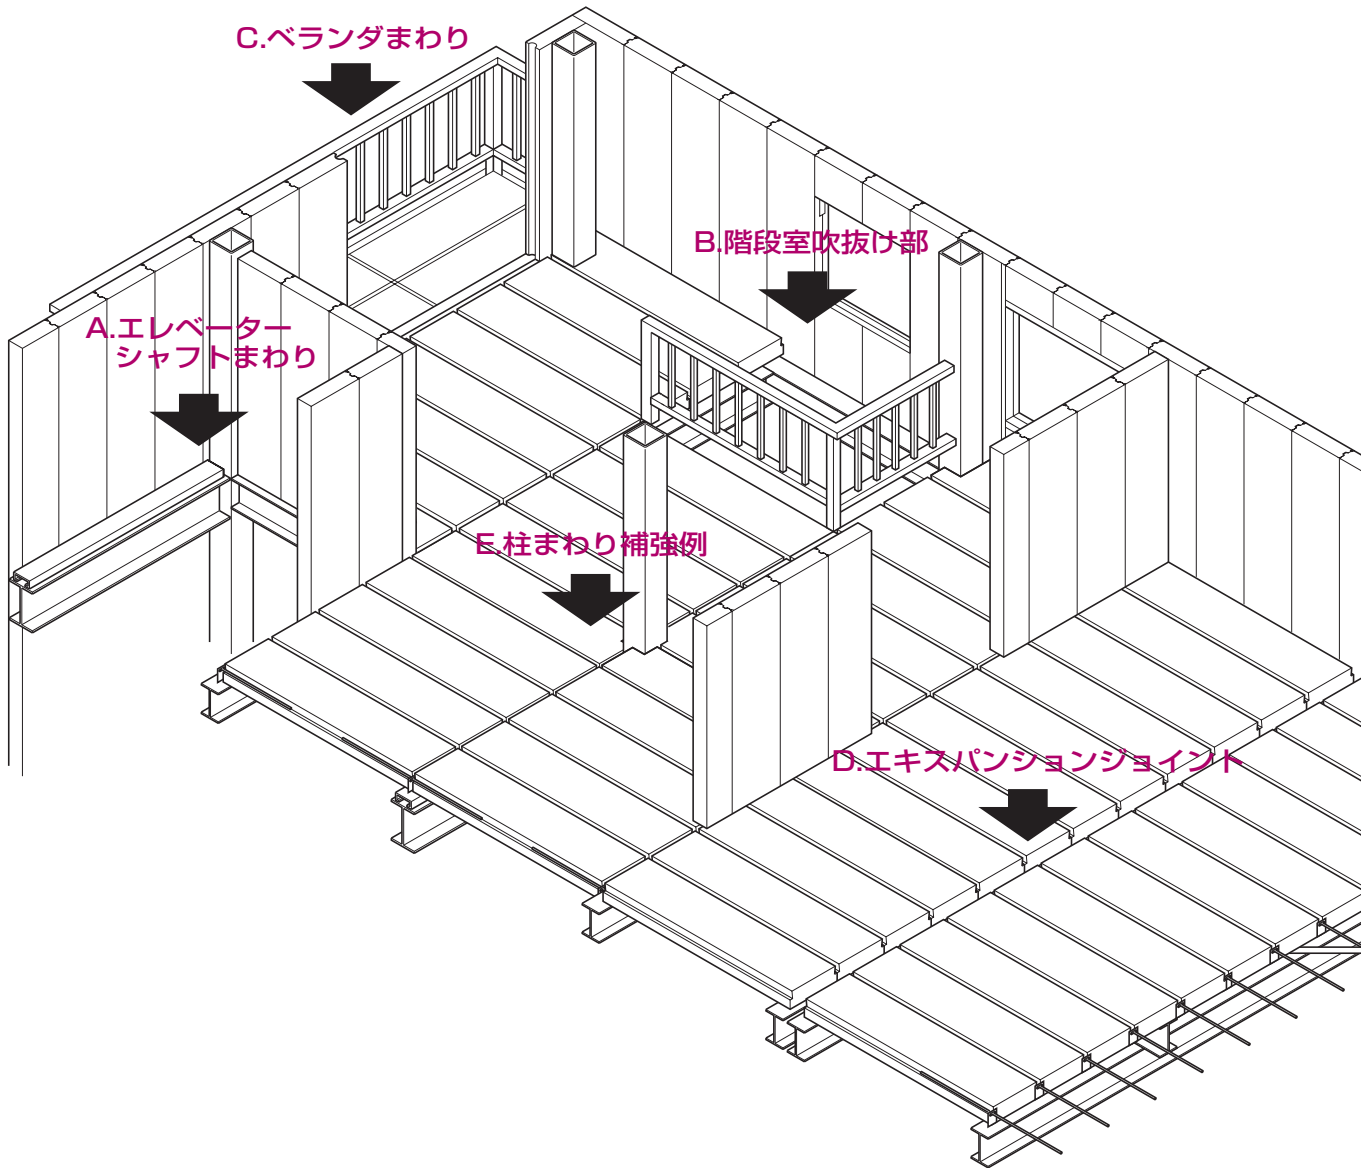 C.ベランダまわり
B.階段室吹抜け部
A.エレベーター
シャフトまわり
E.柱まわり補強例
D.エキスパンションジョイント